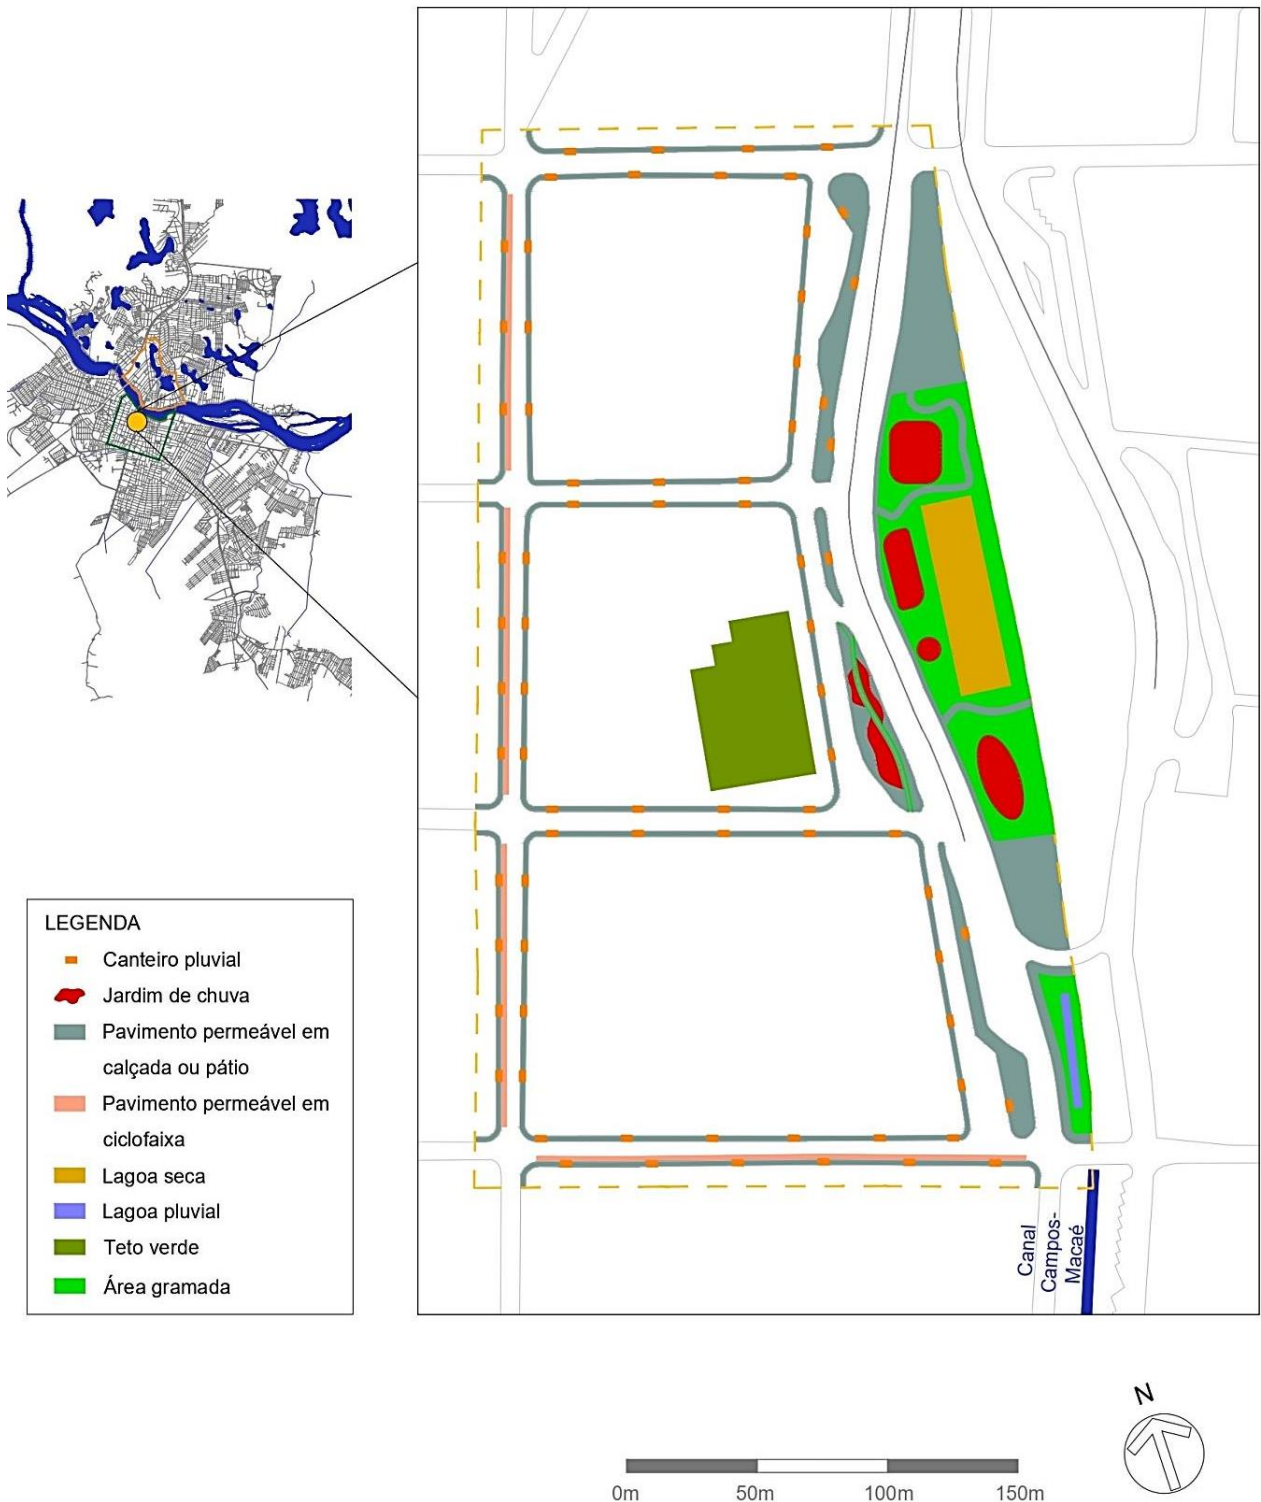 LEGENDA
Canteiro pluvial
Jardim de chuva
Pavimento permeável em
calçada ou pátio
Pavimento permeável em
ciclofaixa
Lagoa seca
Lagoa pluvial
Teto verde
Área gramada
Canal
Campos-
Macaé
N
0m
50m
100m
150m